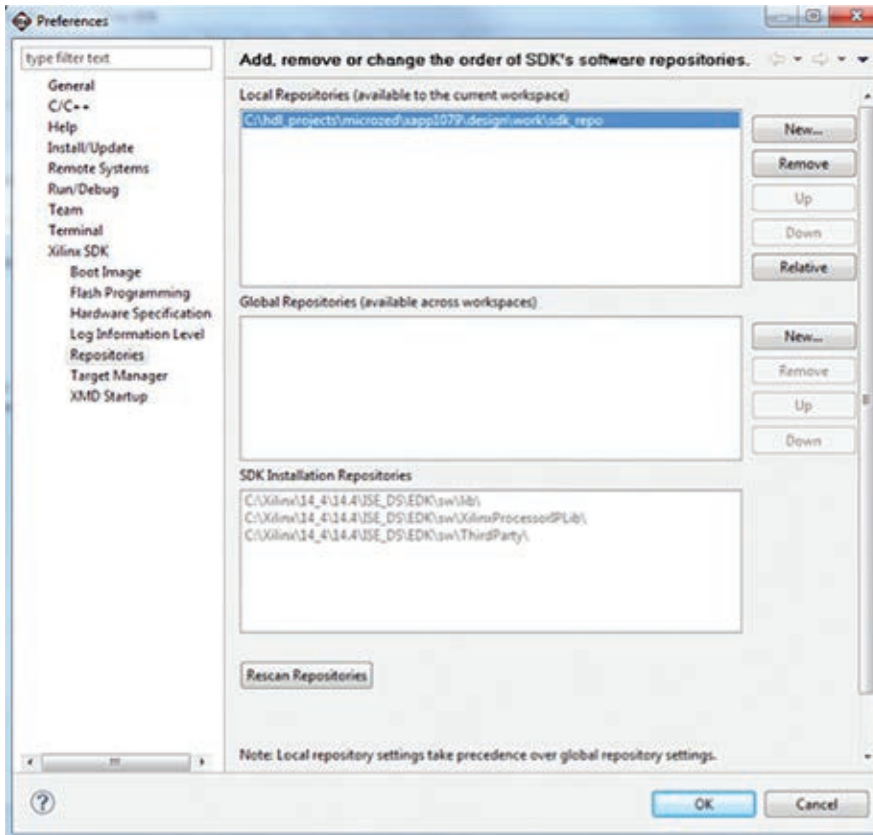 Preferences
type filter text
General
C/C++
Help
Install/Update
Remote Systems
Run/Debug
Team
Terminal
Xilinx SDK
Boot Image
Flash Programming
Hardware Specification
Log Information Level
Repositories
Target Manager
XMD Startup
Add, remove or change the order of SDK's software repositories.
Local Repositories (available to the current workspace)
C:\hdl_projects\microzed\xapp1079\design\work\sdk_repo
New...
Remove
Up
Down
Relative
Global Repositories (available across workspaces)
New...
Remove
Up
Down
SDK Installation Repositories
C:\Xilinx\14_4\14.4\ISE_DS\EDK\sw\lib\
C:\Xilinx\14_4\14.4\ISE_DS\EDK\sw\XilinxProcessorIPLib\
C:\Xilinx\14_4\14.4\ISE_DS\EDK\sw\ThirdParty\
Rescan Repositories
Note: Local repository settings take precedence over global repository settings.
OK
Cancel